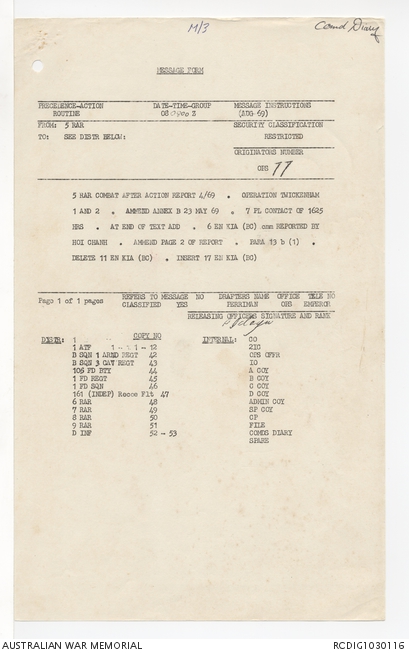 M/3
Comd Diary
MESSAGE FORM
PRECEDENCE-ACTION DATE-TIME-GROUP MESSAGE INSTRUCTIONS
ROUTINE 080900 Z (AUG 69)
FROM: 5 RAR SECURITY CLASSIFICATION
TO: SEE DISTR BELOW: RESTRICTED
ORIGINATORS NUMBER
OPS 77
5 RAR COMBAT AFTER ACTION REPORT 4/69 . OPERATION TWICKENHAM
1 AND 2 . AMMEND ANNEX B 23 MAY 69 . 7 PL CONTACT OF 1625
HRS . AT END OF TEXT ADD . 6 EN KIA (BC) cmm REPORTED BY
HOI CHANH . AMMEND PAGE 2 OF REPORT . PARA 13 b (1) .
DELETE 11 EN KIA (BC) . INSERT 17 EN KIA (BC)
Page 1 of 1 pages REFERS TO MESSAGE NO DRAFTERS NAME OFFICE TELE NO
CLASSIFIED YES PERRIMAN OPS EMPEROR
RELEASING OFFICERS SIGNATURE AND RANK
COPY NO
DISTR: 1 INTERNAL: CO
1 ATF 1 - 12 2IC
D SQN 1 ARMD REGT 42 OPS OFFR
B SQN 3 CAV REGT 43 IO
105 FD BTY 44 A COY
1 FD REGT 45 B COY
1 FD SQN 46 C COY
161 (INDEP) Recce Flt 47 D COY
6 RAR 48 ADMIN COY
7 RAR 49 SP COY
8 RAR 50 CP
9 RAR 51 FILE
D INF 52 - 53 COMDS DIARY
SPARE
AUSTRALIAN WAR MEMORIAL RCDIG1030116